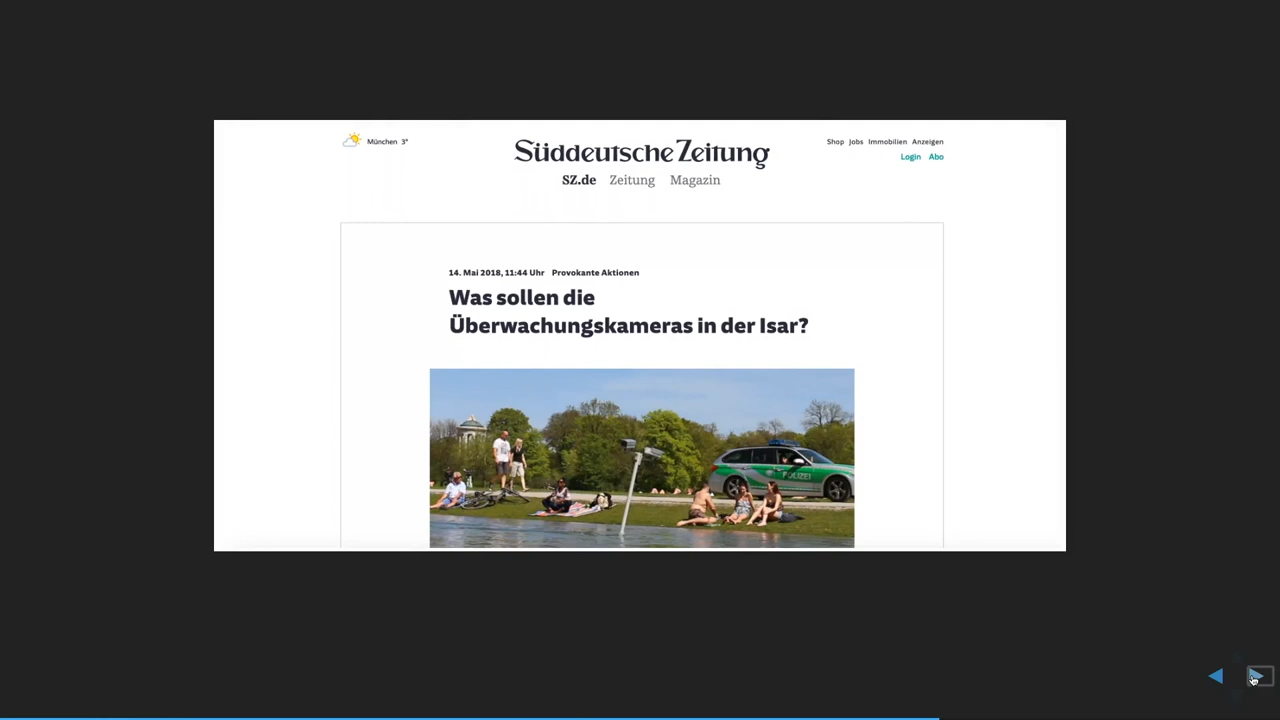 München 3°
Süddeutsche Zeitung
Shop Jobs Immobilien Anzeigen
Login Abo
SZ.de Zeitung Magazin
14. Mai 2018, 11:44 Uhr Provokante Aktionen
Was sollen die
Überwachungskameras in der Isar?
POLIZEI